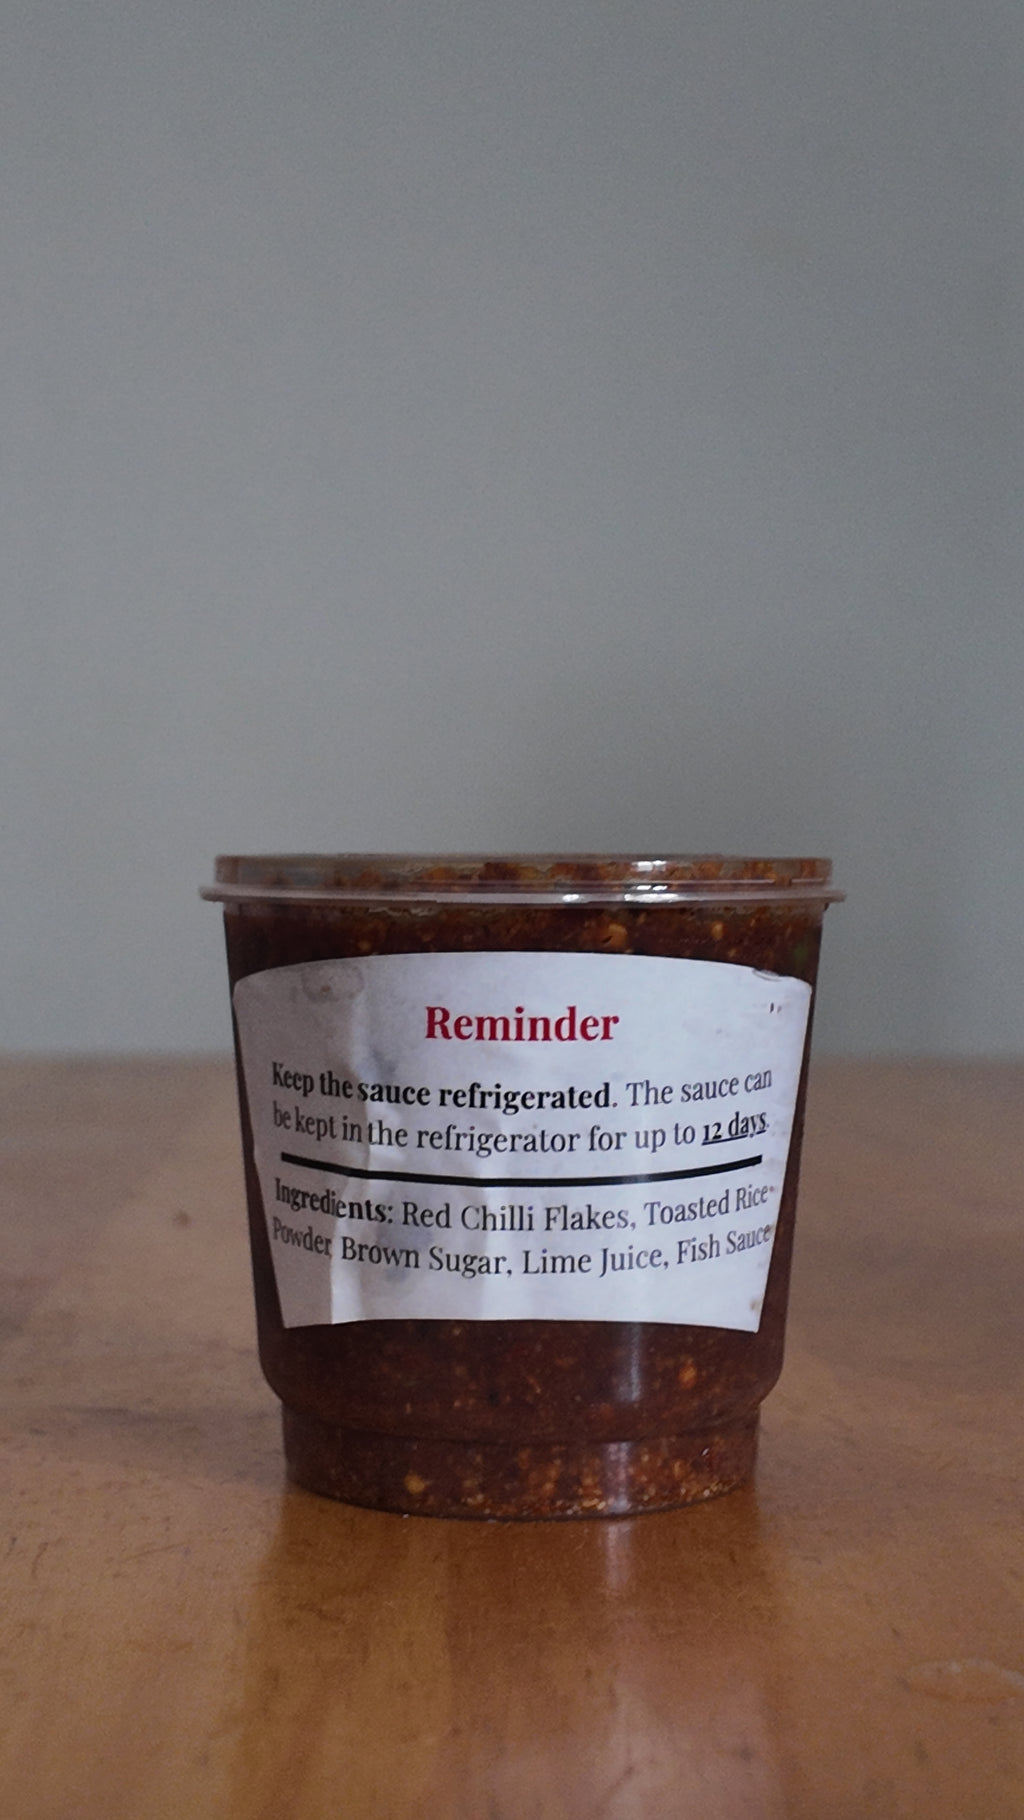 Reminder
Keep the sauce refrigerated. The sauce can
be kept in the refrigerator for up to 12 days.
Ingredients: Red Chilli Flakes, Toasted Rice
Powder, Brown Sugar, Lime Juice, Fish Sauce